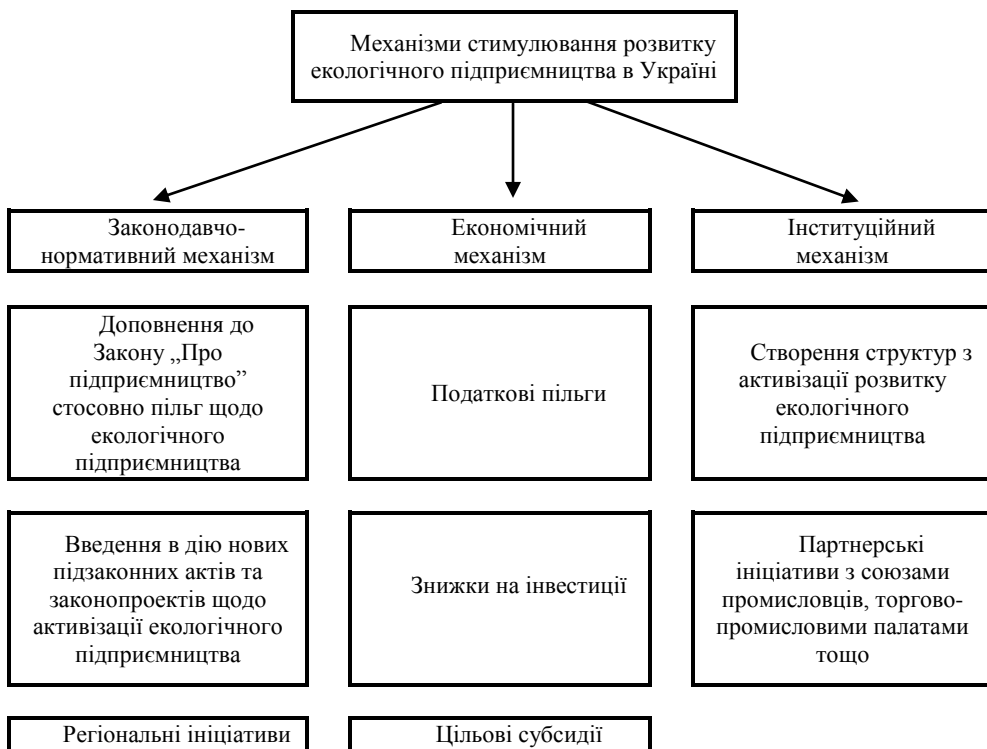 Механізми стимулювання розвитку
екологічного підприємництва в Україні
Законодавчо-
нормативний механізм
Економічний
механізм
Інституційний
механізм
Доповнення до
Закону „Про
підприємництво”
стосовно пільг щодо
екологічного
підприємництва
Податкові пільги
Створення структур з
активізації розвитку
екологічного
підприємництва
Введення в дію нових
підзаконних актів та
законопроектів щодо
активізації екологічного
підприємництва
Знижки на інвестиції
Партнерські
ініціативи з союзами
промисловців, торгово-
промисловими палатами
тощо
Регіональні ініціативи
Цільові субсидії